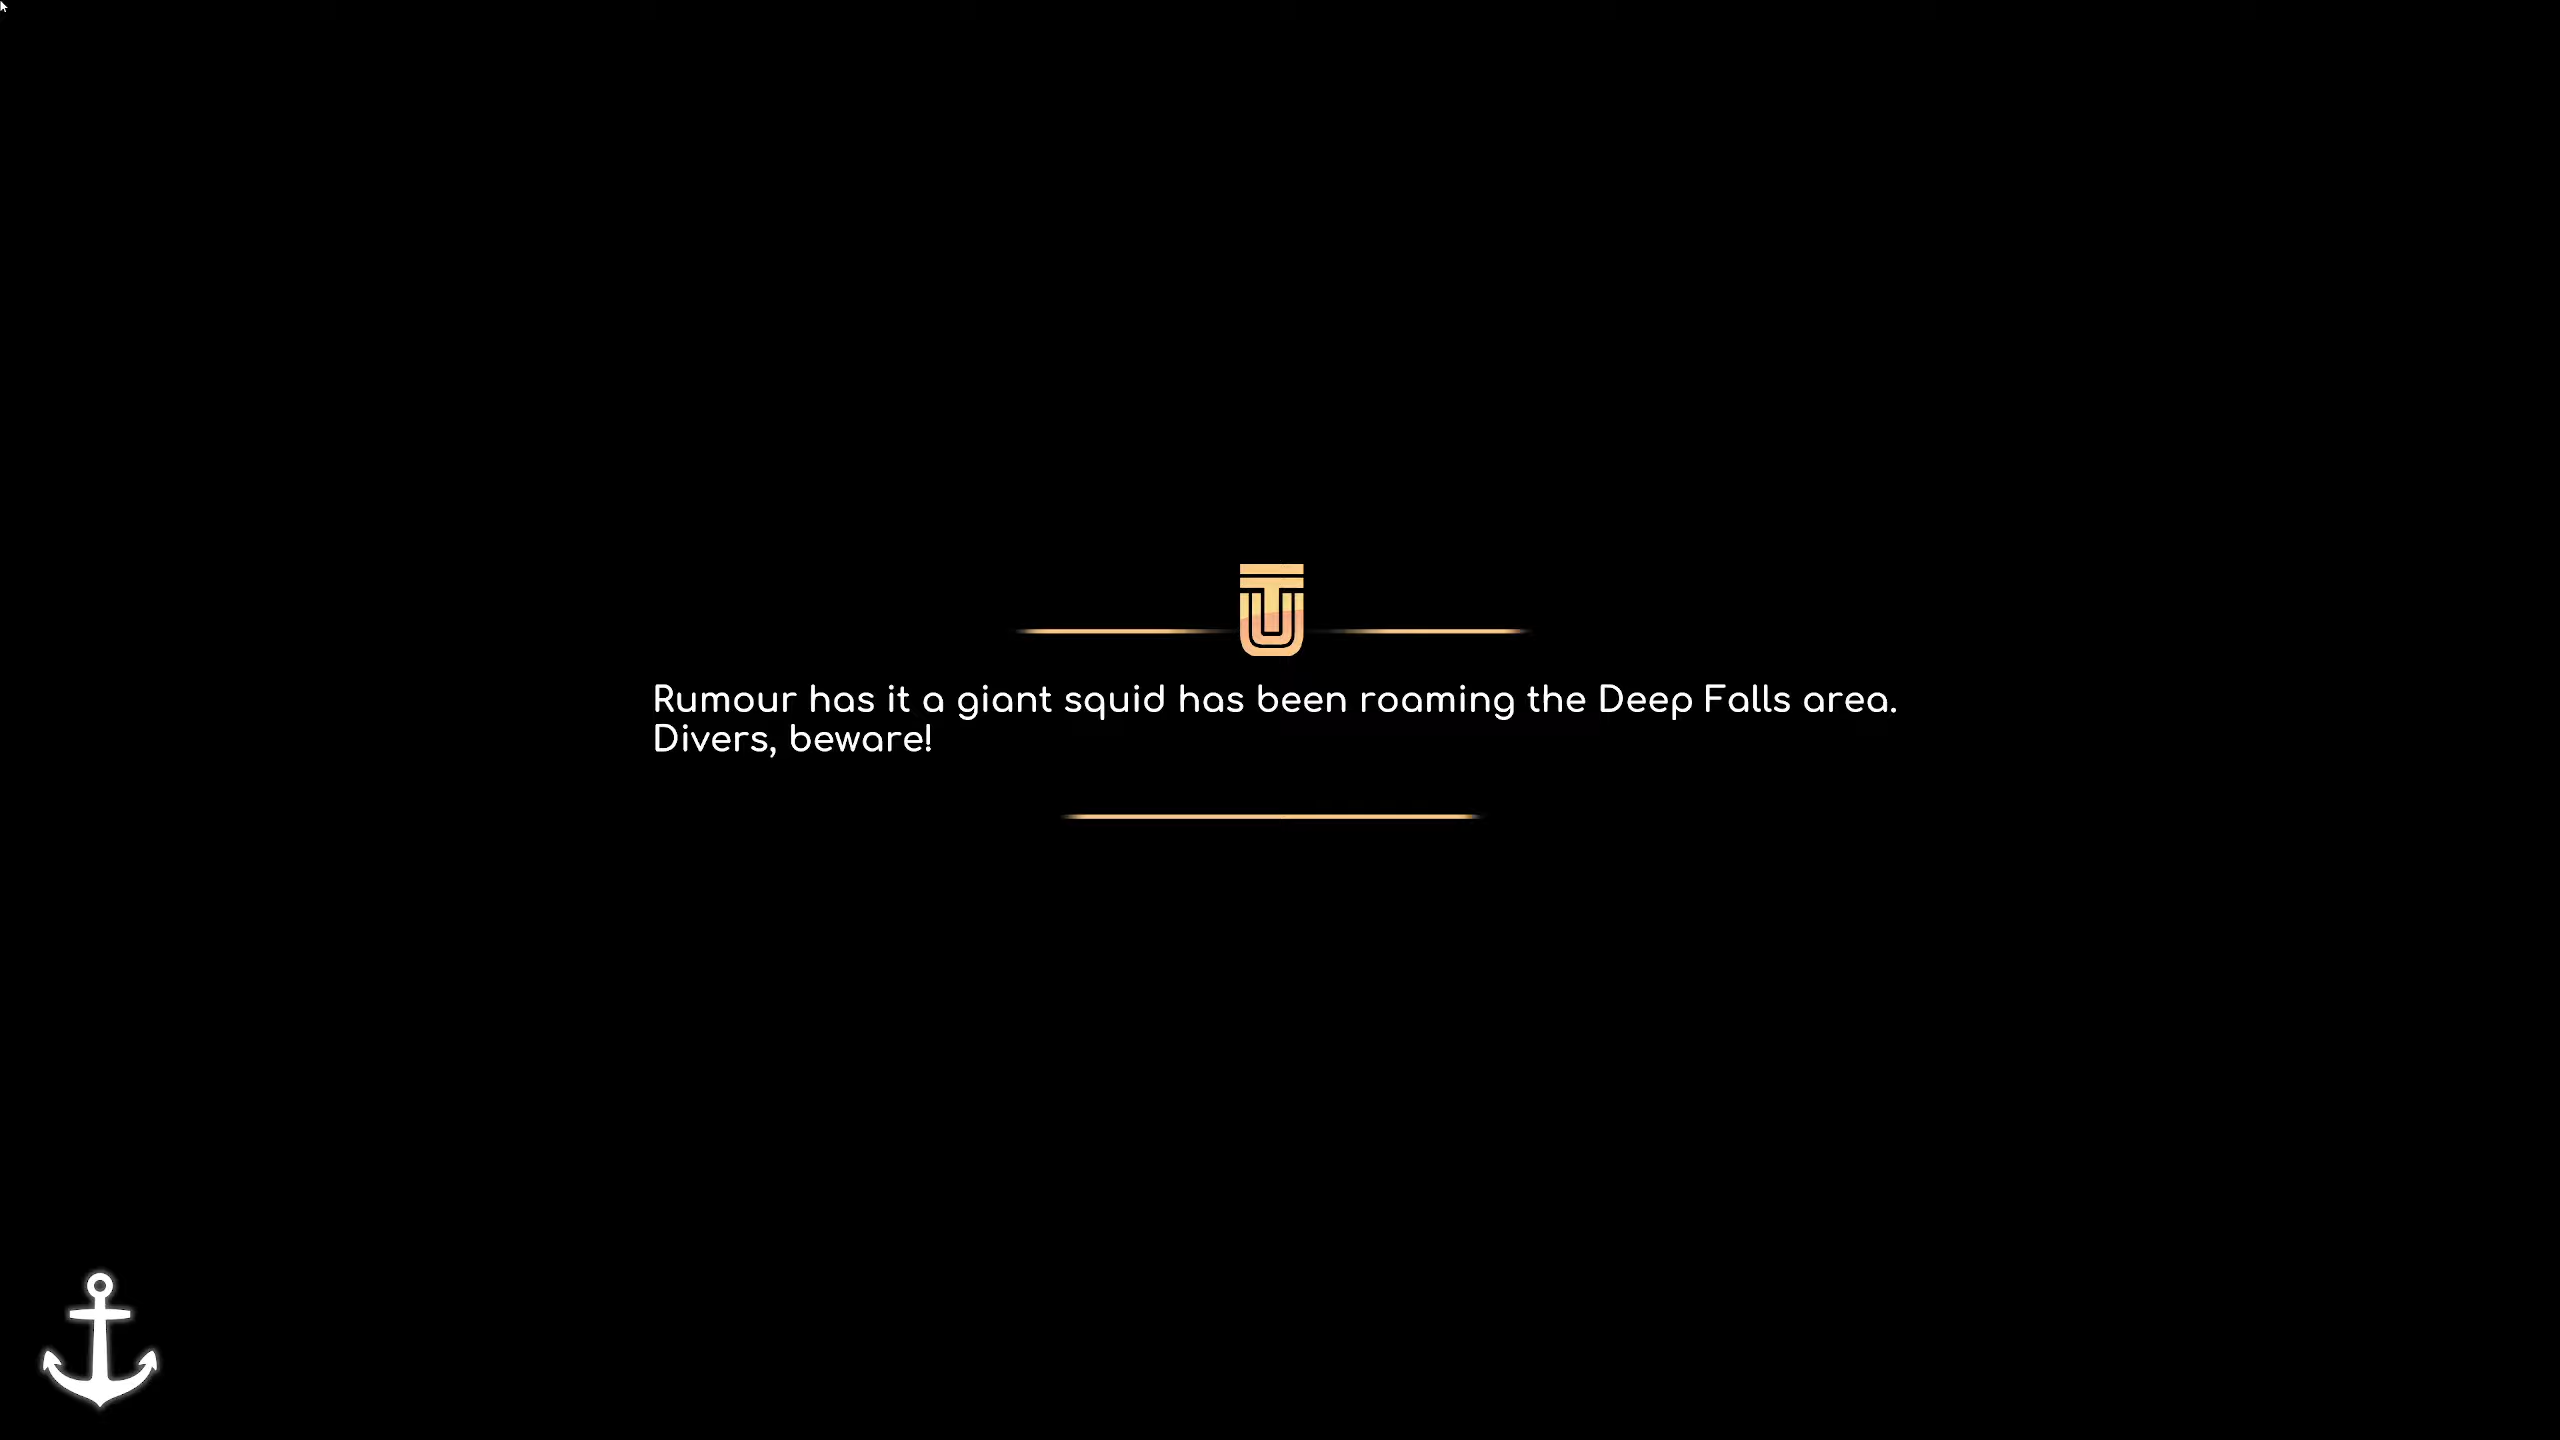 Rumour has it a giant squid has been roaming the Deep Falls area.
Divers, beware!